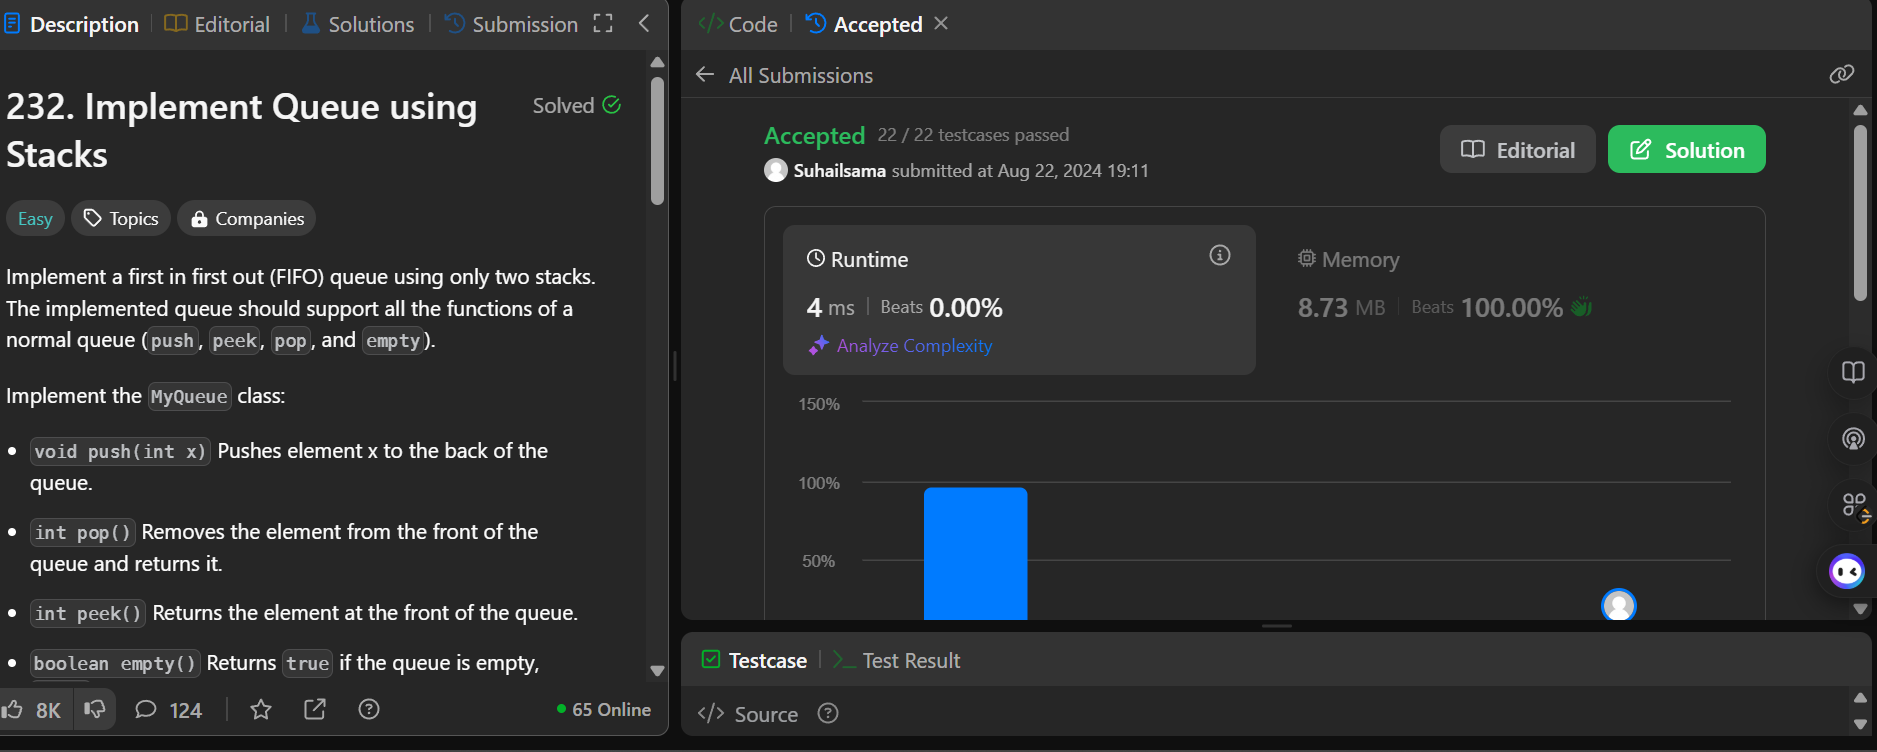 Description
Editorial
Solutions
Submission
232. Implement Queue using
Stacks
Solved
Easy
Topics
Companies
Implement a first in first out (FIFO) queue using only two stacks.
The implemented queue should support all the functions of a
normal queue (push, peek, pop, and empty).
Implement the MyQueue class:
• void push(int x) Pushes element x to the back of the
queue.
• int pop() Removes the element from the front of the
queue and returns it.
• int peek() Returns the element at the front of the queue.
• boolean empty() Returns true if the queue is empty,
8K
124
65 Online
</> Code
Accepted
All Submissions
Accepted 22 / 22 testcases passed
Suhailsama submitted at Aug 22, 2024 19:11
Editorial
Solution
Runtime
4 ms | Beats 0.00%
Analyze Complexity
Memory
8.73 MB | Beats 100.00%
150%
100%
50%
Testcase
>_ Test Result
</> Source